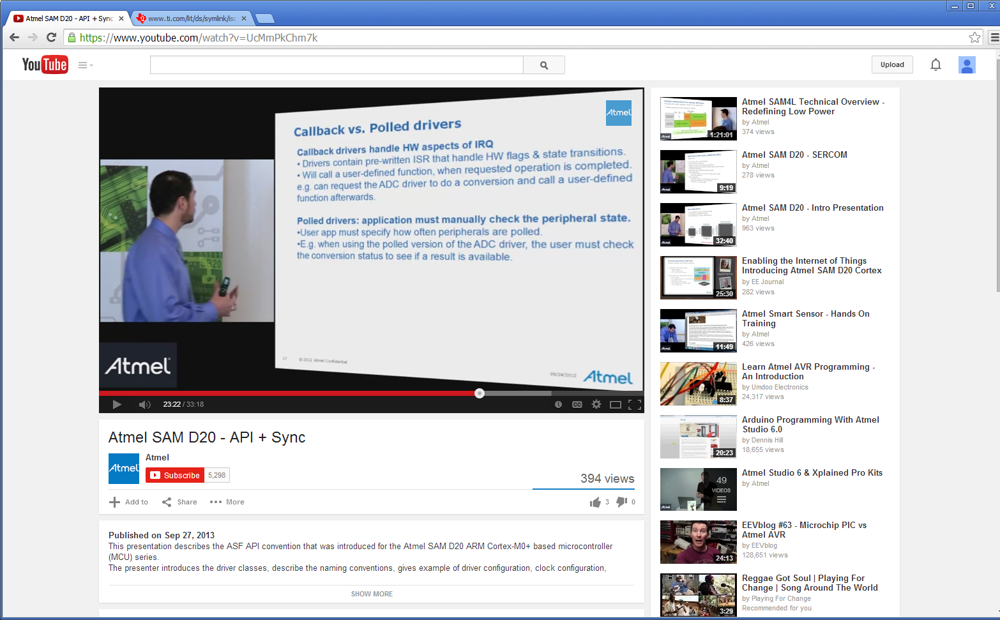 Atmel SAM D20 - API + Sync
www.ti.com/lit/ds/symlink/iso
https://www.youtube.com/watch?v=UcMmPkChm7k
YouTube
Upload
Atmel
Callback vs. Polled drivers
Callback drivers handle HW aspects of IRQ
• Drivers contain pre-written ISR that handle HW flags & state transitions.
• Will call a user-defined function, when requested operation is completed.
e.g. can request the ADC driver to do a conversion and call a user-defined
function afterwards.
Polled drivers: application must manually check the peripheral state.
•User app must specify how often peripherals are polled.
•E.g. when using the polled version of the ADC driver, the user must check
the conversion status to see if a result is available.
17 © 2012 Atmel Confidential
09/24/2012
Atmel
Atmel
23:22 / 33:18
CC
Atmel SAM D20 - API + Sync
Atmel
Atmel
Subscribe 5,298
394 views
Add to Share More
3 0
Published on Sep 27, 2013
This presentation describes the ASF API convention that was introduced for the Atmel SAM D20 ARM Cortex-M0+ based microcontroller
(MCU) series.
The presenter introduces the driver classes, describe the naming conventions, gives example of driver configuration, clock configuration,
SHOW MORE
1:21:01
Atmel SAM4L Technical Overview -
Redefining Low Power
by Atmel
374 views
9:19
Atmel SAM D20 - SERCOM
by Atmel
278 views
32:40
Atmel SAM D20 - Intro Presentation
by Atmel
963 views
25:30
Enabling the Internet of Things
Introducing Atmel SAM D20 Cortex
by EE Journal
282 views
11:49
Atmel Smart Sensor - Hands On
Training
by Atmel
426 views
8:37
Learn Atmel AVR Programming -
An Introduction
by Umdoo Electronics
24,317 views
20:23
Arduino Programming With Atmel
Studio 6.0
by Dennis Hill
18,655 views
49
VIDEOS
Atmel Studio 6 & Xplained Pro Kits
by Atmel
24:13
EEVblog #63 - Microchip PIC vs
Atmel AVR
by EEVblog
128,651 views
3:29
Reggae Got Soul | Playing For
Change | Song Around The World
by Playing For Change
Recommended for you